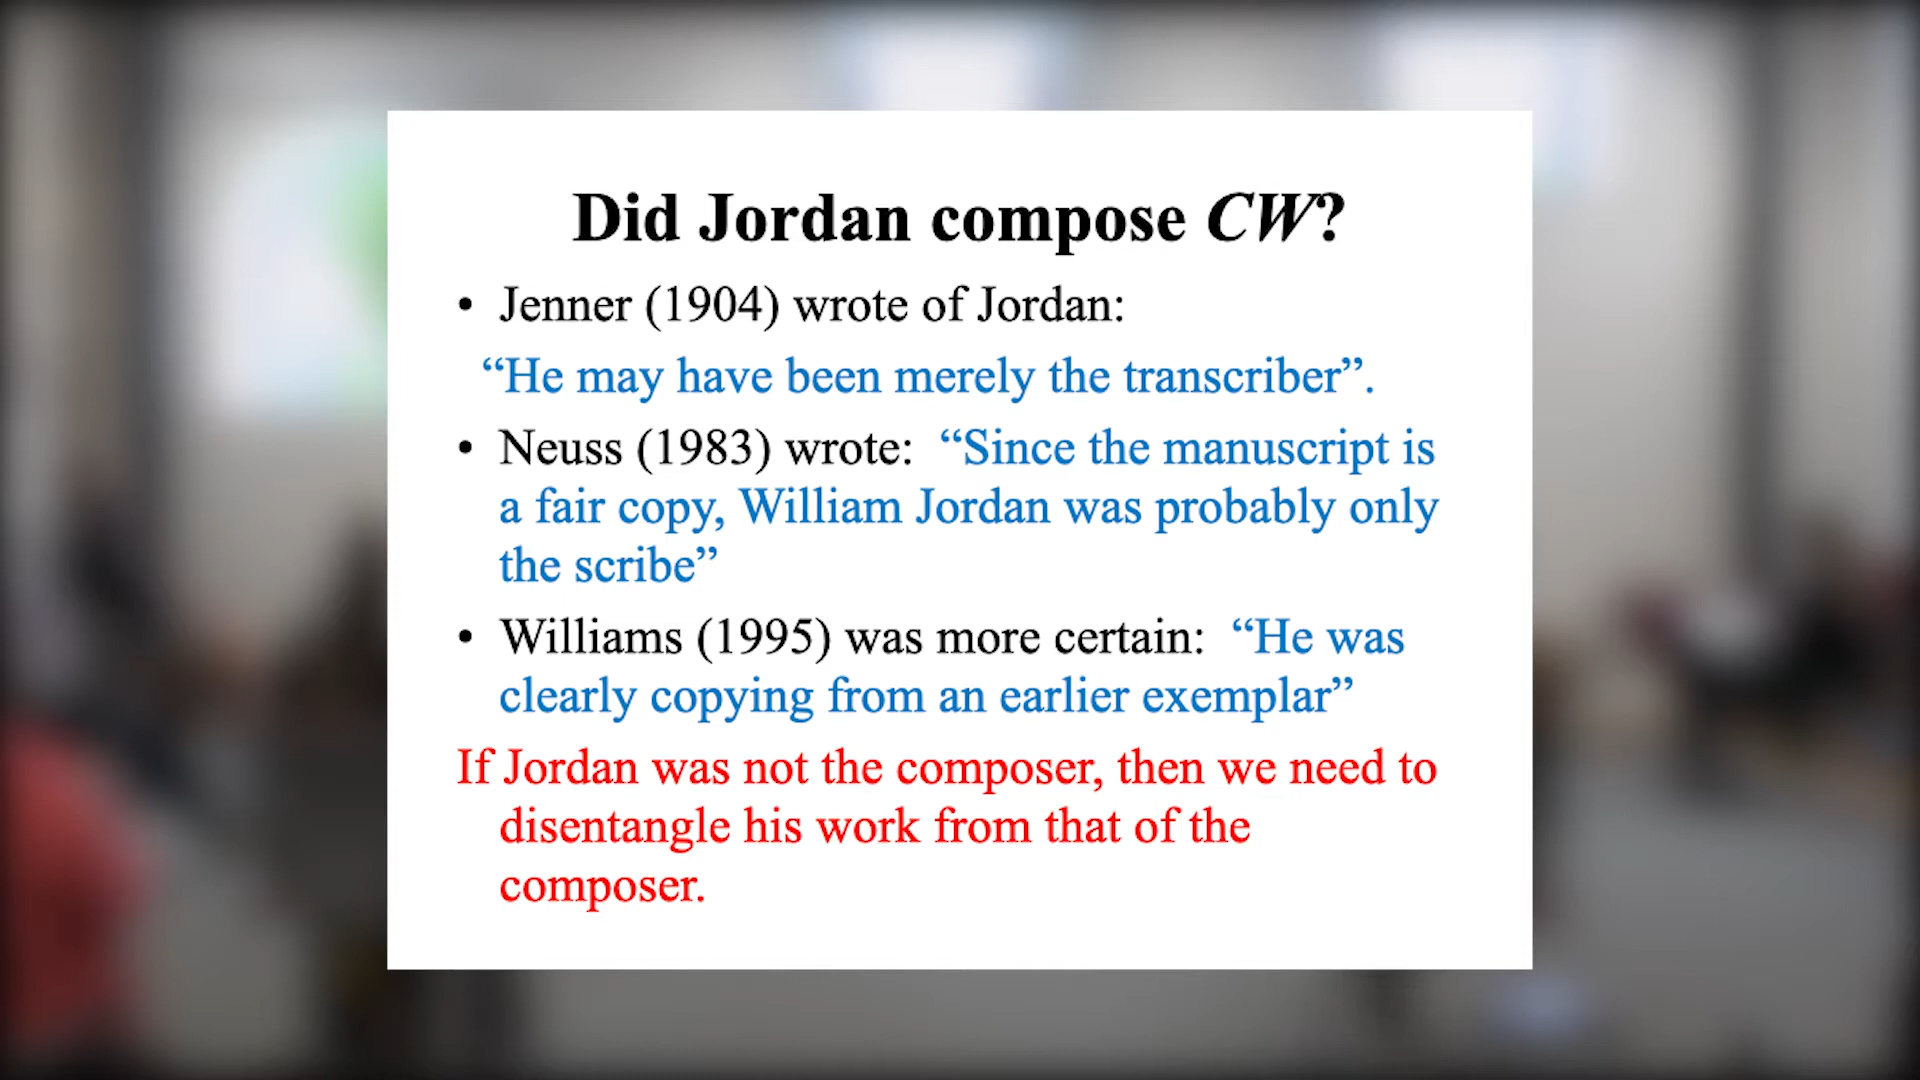 Did Jordan compose CW?
• Jenner (1904) wrote of Jordan:
“He may have been merely the transcriber”.
• Neuss (1983) wrote: “Since the manuscript is
a fair copy, William Jordan was probably only
the scribe”
• Williams (1995) was more certain: “He was
clearly copying from an earlier exemplar”
If Jordan was not the composer, then we need to
disentangle his work from that of the
composer.